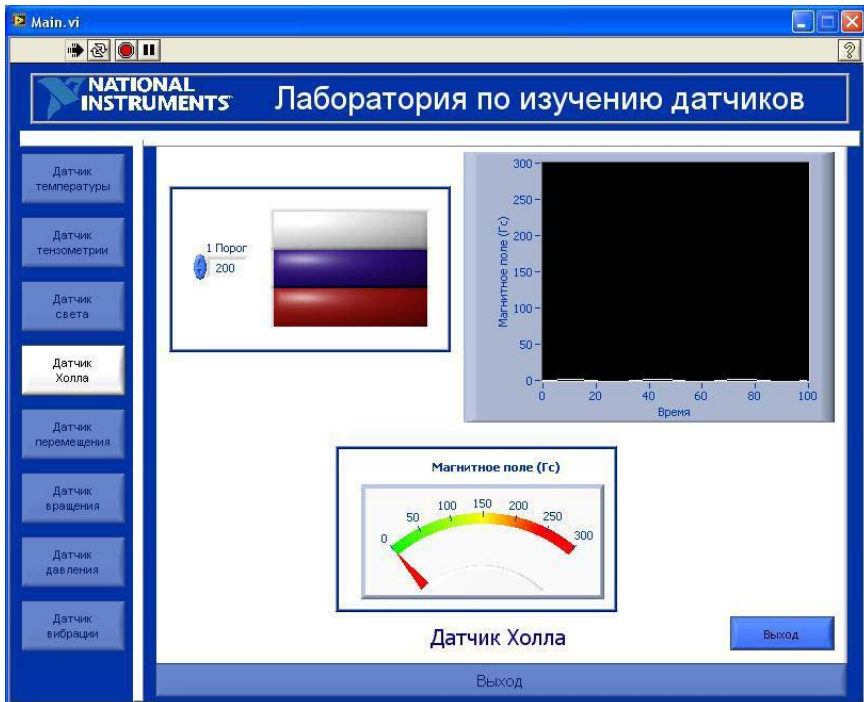 Main.vi
NATIONAL
INSTRUMENTS
Лаборатория по изучению датчиков
Датчик
температуры
Датчик
тензометрии
Датчик
света
Датчик
Холла
Датчик
перемещения
Датчик
вращения
Датчик
давления
Датчик
вибрации
1 Порог
200
Магнитное поле (Гс)
300
250
200
150
100
50
0
0 20 40 60 80 100
Время
Магнитное поле (Гс)
0 50 100 150 200 250 300
Датчик Холла
Выход
Выход